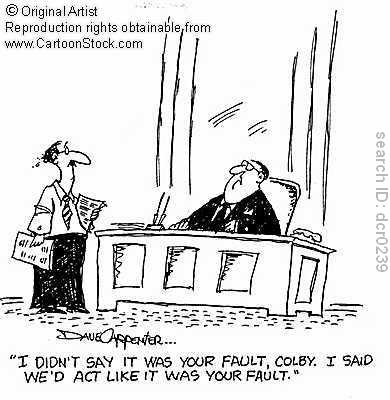 © Original Artist
Reproduction rights obtainable from
www.CartoonStock.com
search ID: dcr0239
DAVE CARPENTER...
"I DIDN'T SAY IT WAS YOUR FAULT, COLBY. I SAID
WE'D ACT LIKE IT WAS YOUR FAULT."